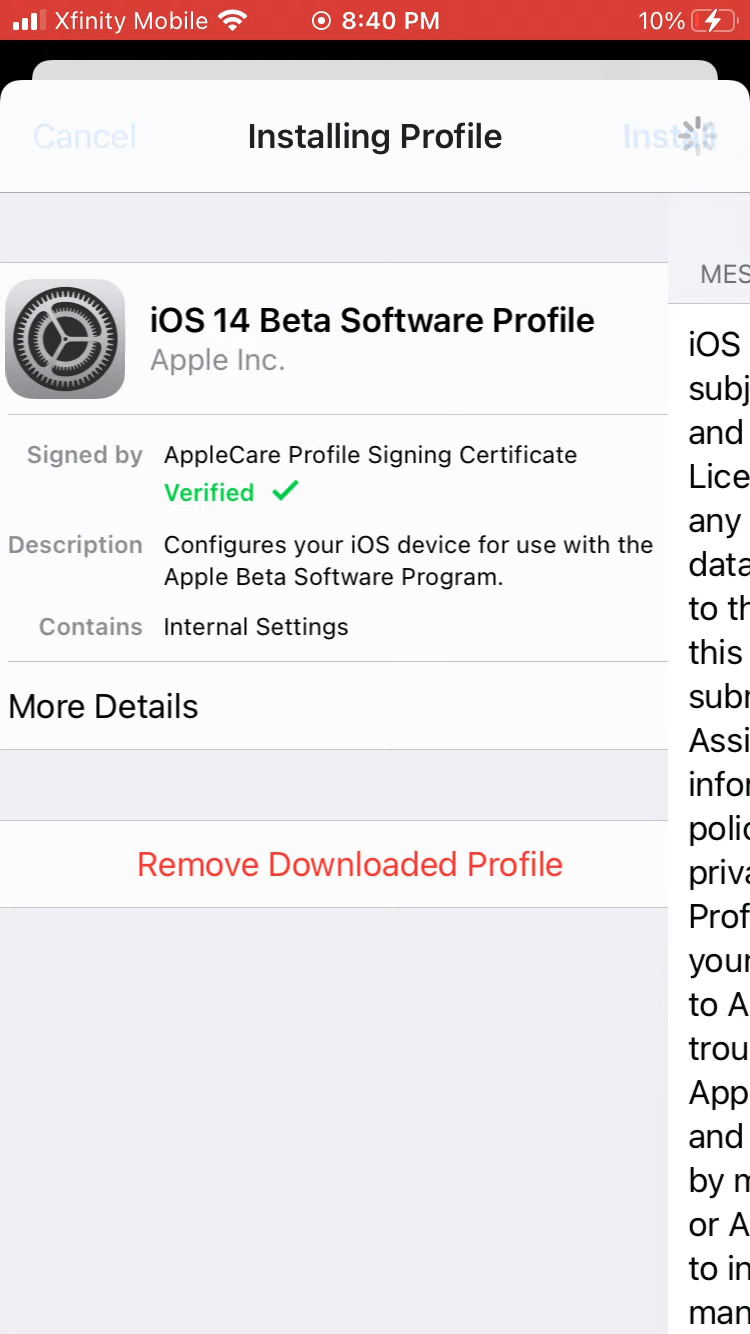 Xfinity Mobile 8:40 PM 10%
Cancel Installing Profile Install
MES
iOS 14 Beta Software Profile
Apple Inc.
Signed by AppleCare Profile Signing Certificate
Verified
Description Configures your iOS device for use with the
Apple Beta Software Program.
Contains Internal Settings
More Details
Remove Downloaded Profile
iOS
subj
and
Lice
any
data
to th
this
subm
Assi
infor
polic
priva
Prof
your
to A
trou
App
and
by m
or A
to in
man